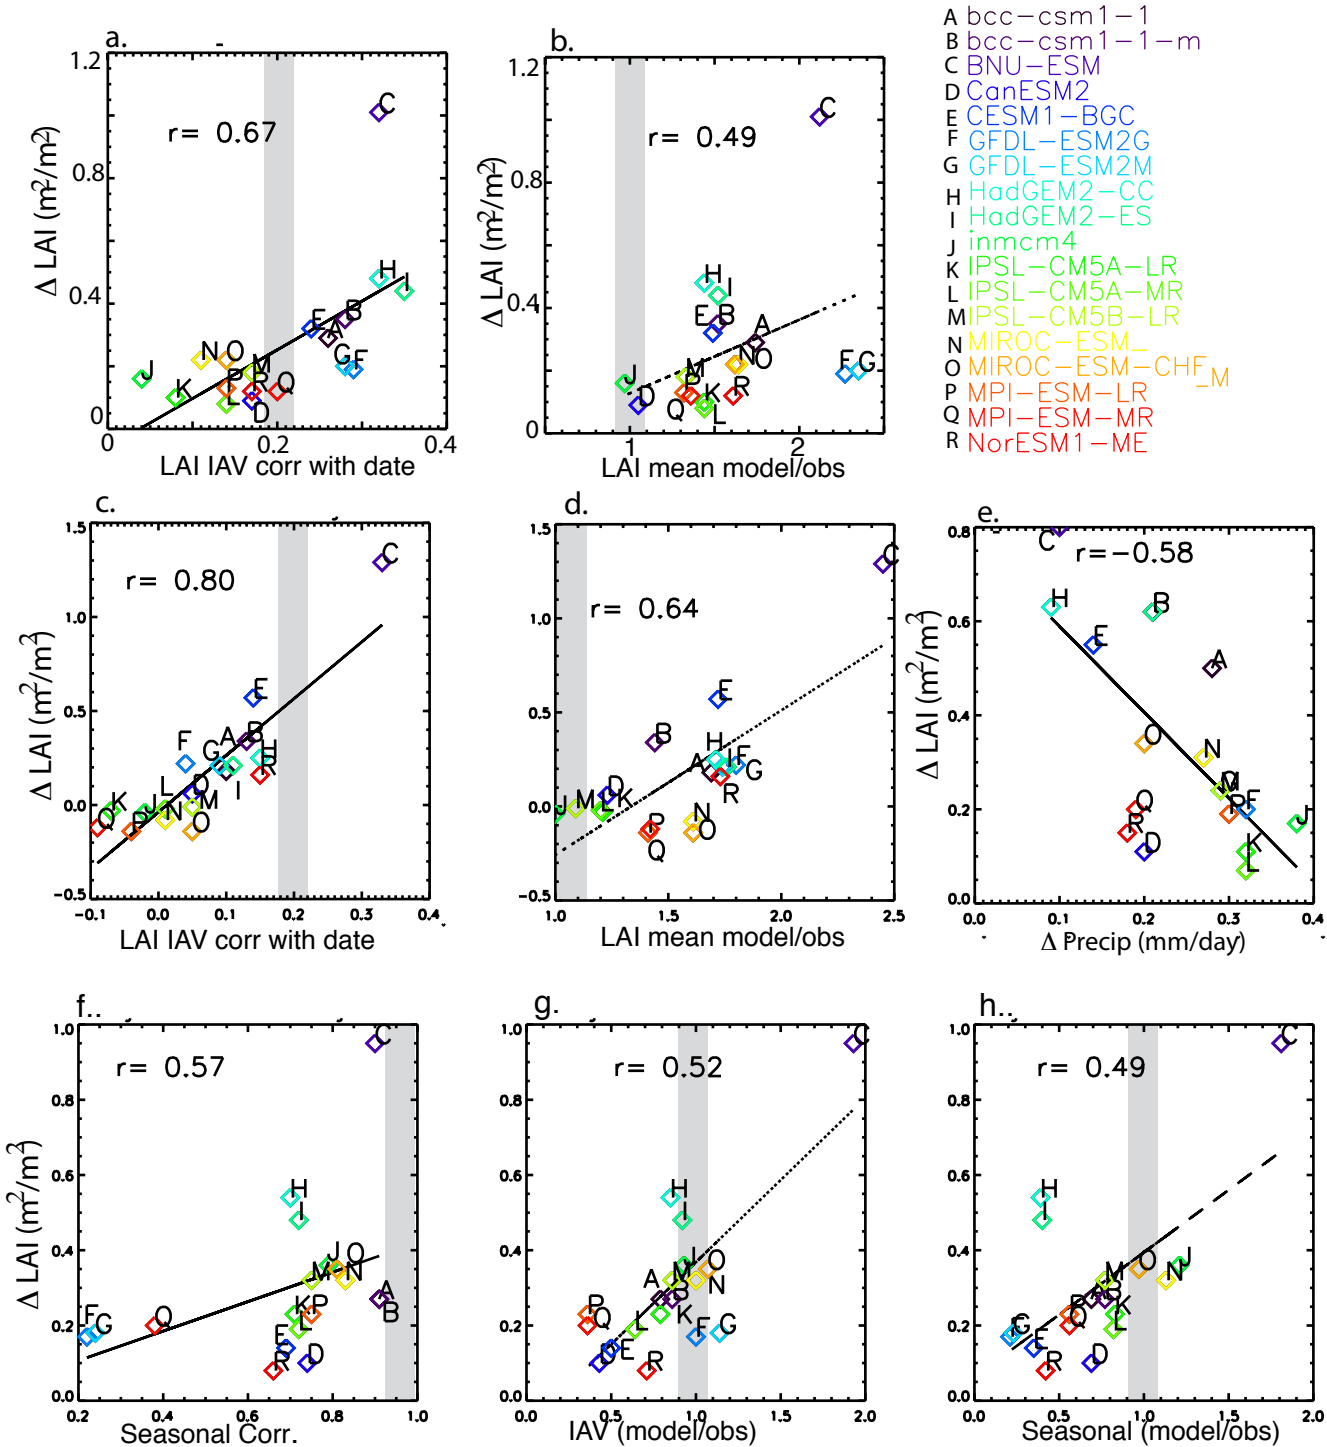 a.
1.2
0.8
0.4
0
Δ LAI (m²/m²)
r= 0.67
C
H
I
E
B
A
G
F
N
O
M
J
K
P
R
Q
L
D
0
0.2
0.4
LAI IAV corr with date
b.
1.2
0.8
0.4
0
Δ LAI (m²/m²)
r= 0.49
C
H
I
E
B
A
N
O
F
G
M
J
P
D
R
K
Q
L
1
2
LAI mean model/obs
A bcc-csm1-1
B bcc-csm1-1-m
C BNU-ESM
D CanESM2
E CESM1-BGC
F GFDL-ESM2G
G GFDL-ESM2M
H HadGEM2-CC
I HadGEM2-ES
J inmcm4
K IPSL-CM5A-LR
L IPSL-CM5A-MR
M IPSL-CM5B-LR
N MIROC-ESM_
O MIROC-ESM-CHF_M
P MPI-ESM-LR
Q MPI-ESM-MR
R NorESM1-ME
c.
1.5
1.0
0.5
0.0
-0.5
Δ LAI (m²/m²)
r= 0.80
C
E
F
G
A
B
H
R
I
L
D
K
Q
J
N
M
P
O
-0.1
0.0
0.1
0.2
0.3
0.4
LAI IAV corr with date
d.
1.5
1.0
0.5
0.0
-0.5
r= 0.64
C
E
B
H
A
I
F
G
R
D
J
M
L
K
N
P
O
Q
1.0
1.5
2.0
2.5
LAI mean model/obs
e.
0.8
0.6
0.4
0.2
0.0
Δ LAI (m²/m²)
C
r=-0.58
H
B
E
A
O
N
M
Q
P
F
J
R
D
K
L
0.0
0.1
0.2
0.3
0.4
Δ Precip (mm/day)
f..
1.0
0.8
0.6
0.4
0.2
0.0
Δ LAI (m²/m²)
r= 0.57
C
H
I
J
O
M
N
A
B
F
G
Q
K
P
L
E
R
D
0.2
0.4
0.6
0.8
1.0
Seasonal Corr.
g.
1.0
0.8
0.6
0.4
0.2
0.0
r= 0.52
C
H
I
J
O
M
N
A
B
P
Q
K
L
F
G
D
E
R
0.0
0.5
1.0
1.5
2.0
IAV (model/obs)
h..
1.0
0.8
0.6
0.4
0.2
0.0
r= 0.49
C
H
I
O
J
M
N
A
B
P
Q
K
L
F
G
E
R
D
0.0
0.5
1.0
1.5
2.0
Seasonal (model/obs)